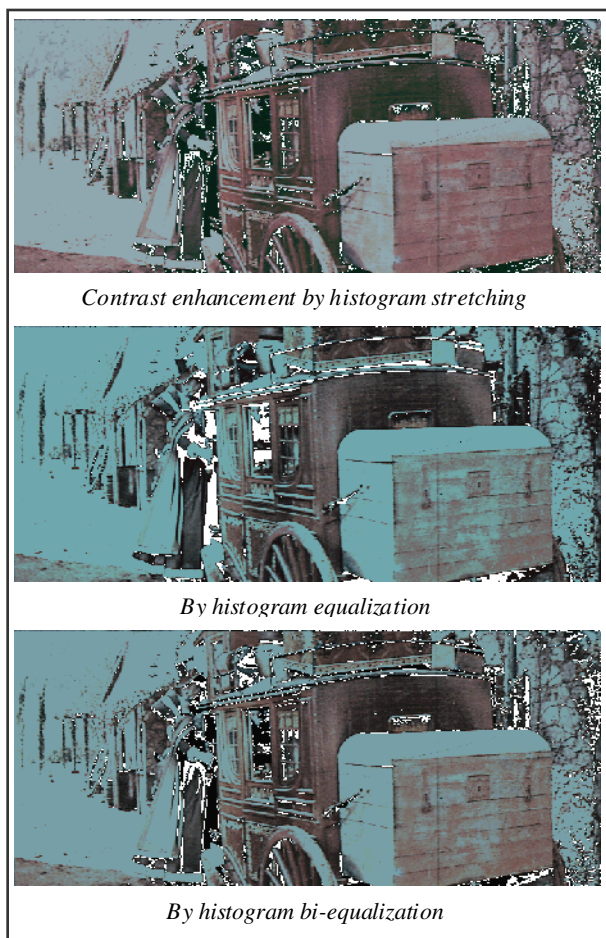 Contrast enhancement by histogram stretching
By histogram equalization
By histogram bi-equalization